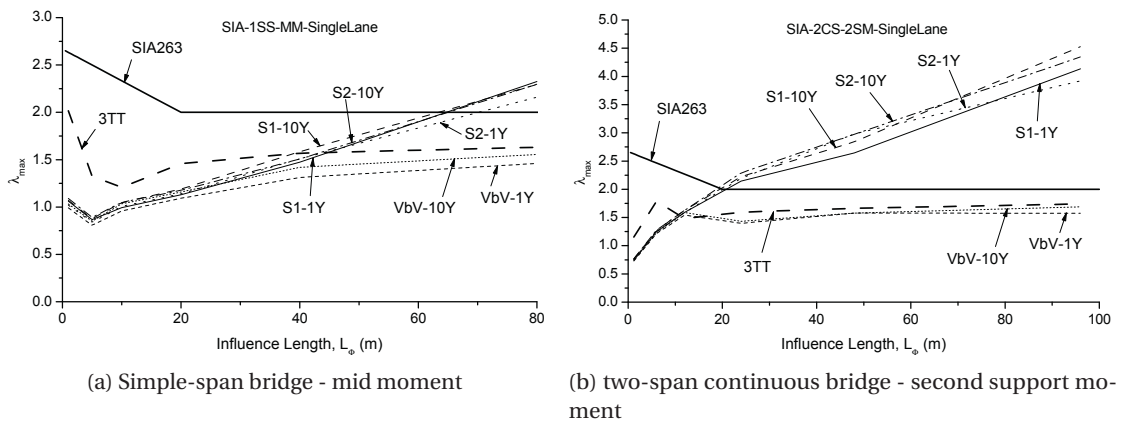 SIA-1SS-MM-SingleLane
3.0
2.5
2.0
1.5
1.0
0.5
0.0
λmax
SIA263
3TT
S2-10Y
S1-10Y
S2-1Y
S1-1Y
VbV-10Y
VbV-1Y
0 20 40 60 80
Influence Length, LΦ (m)
(a) Simple-span bridge - mid moment
SIA-2CS-2SM-SingleLane
5.0
4.5
4.0
3.5
3.0
2.5
2.0
1.5
1.0
0.5
0.0
λmax
S2-1Y
S2-10Y
S1-10Y
SIA263
S1-1Y
3TT
VbV-10Y
VbV-1Y
0 20 40 60 80 100
Influence Length, LΦ (m)
(b) two-span continuous bridge - second support mo-
ment